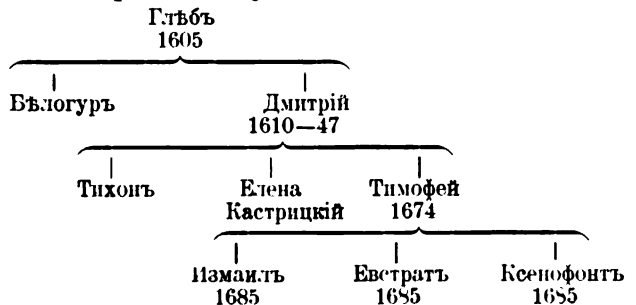 Глѣбъ
1605
Бѣлогуръ Дмитрій
1610—47
Тихонъ Елена Тимофей
Кастрицкій 1674
Измаилъ Евстратъ Ксенофонтъ
1685 1685 1685